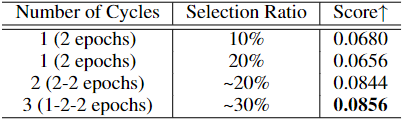 Number of Cycles Selection Ratio Score↑
1 (2 epochs) 10% 0.0680
1 (2 epochs) 20% 0.0656
2 (2-2 epochs) ~20% 0.0844
3 (1-2-2 epochs) ~30% 0.0856